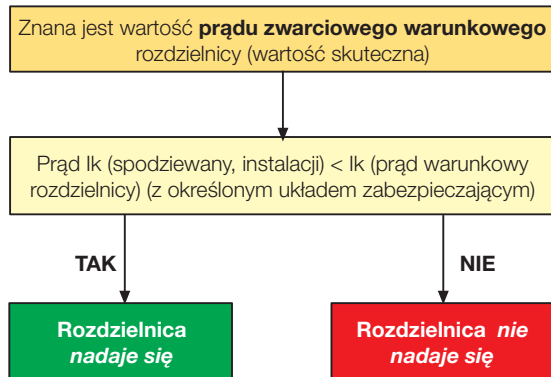 Znana jest wartość prądu zwarciowego warunkowego
rozdzielnicy (wartość skuteczna)
Prąd Ik (spodziewany, instalacji) < Ik (prąd warunkowy
rozdzielnicy) (z określonym układem zabezpieczającym)
TAK
NIE
Rozdzielnica
nadaje się
Rozdzielnica nie
nadaje się